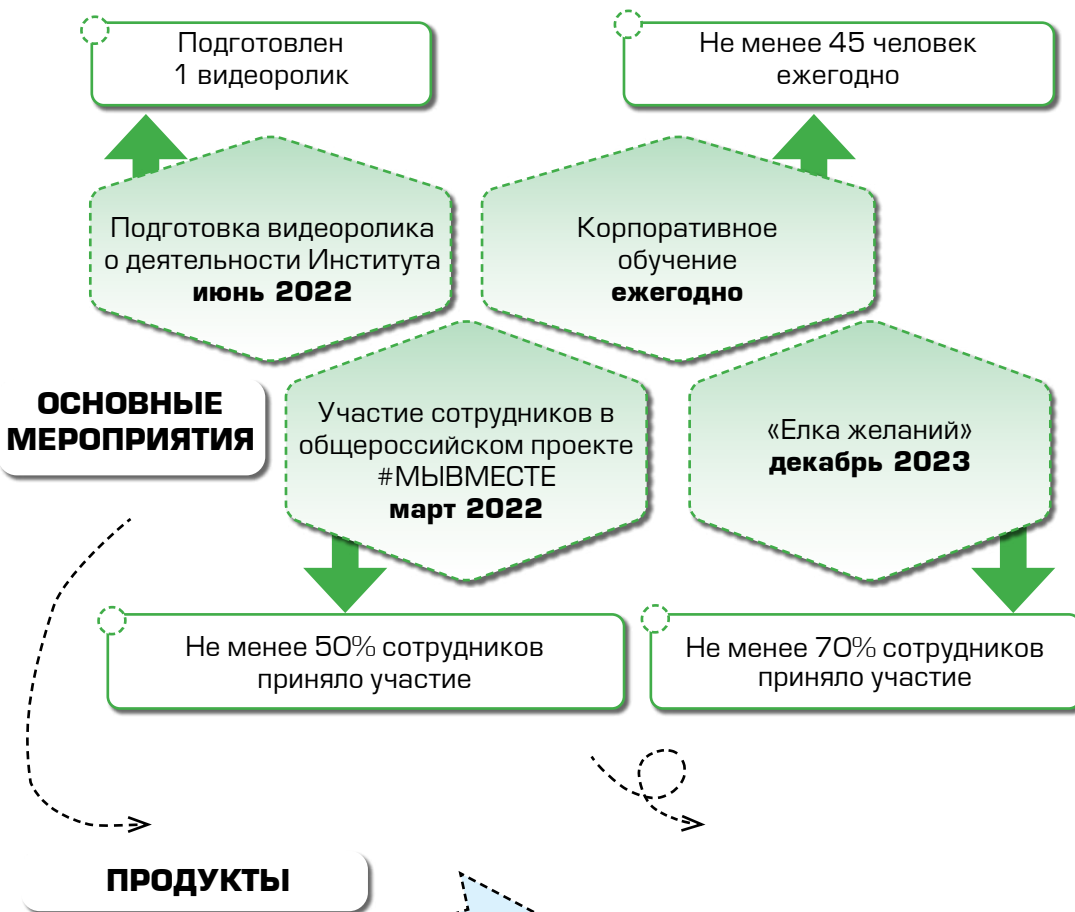 Подготовлен
1 видеоролик
Не менее 45 человек
ежегодно
Подготовка видеоролика
о деятельности Института
июнь 2022
Корпоративное
обучение
ежегодно
ОСНОВНЫЕ
МЕРОПРИЯТИЯ
Участие сотрудников в
общероссийском проекте
#МЫВМЕСТЕ
март 2022
«Елка желаний»
декабрь 2023
Не менее 50% сотрудников
приняло участие
Не менее 70% сотрудников
приняло участие
ПРОДУКТЫ